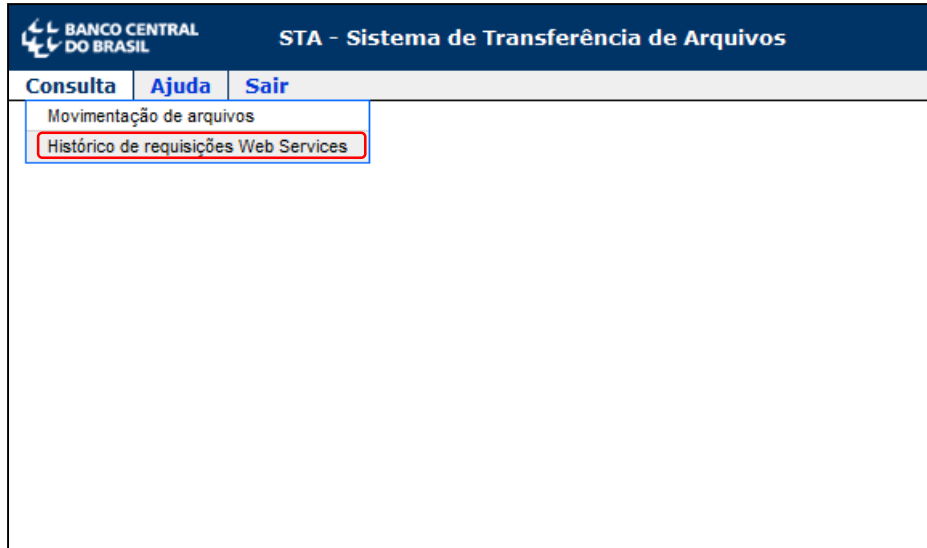 BANCO CENTRAL
DO BRASIL
STA - Sistema de Transferência de Arquivos
Consulta Ajuda Sair
Movimentação de arquivos
Histórico de requisições Web Services